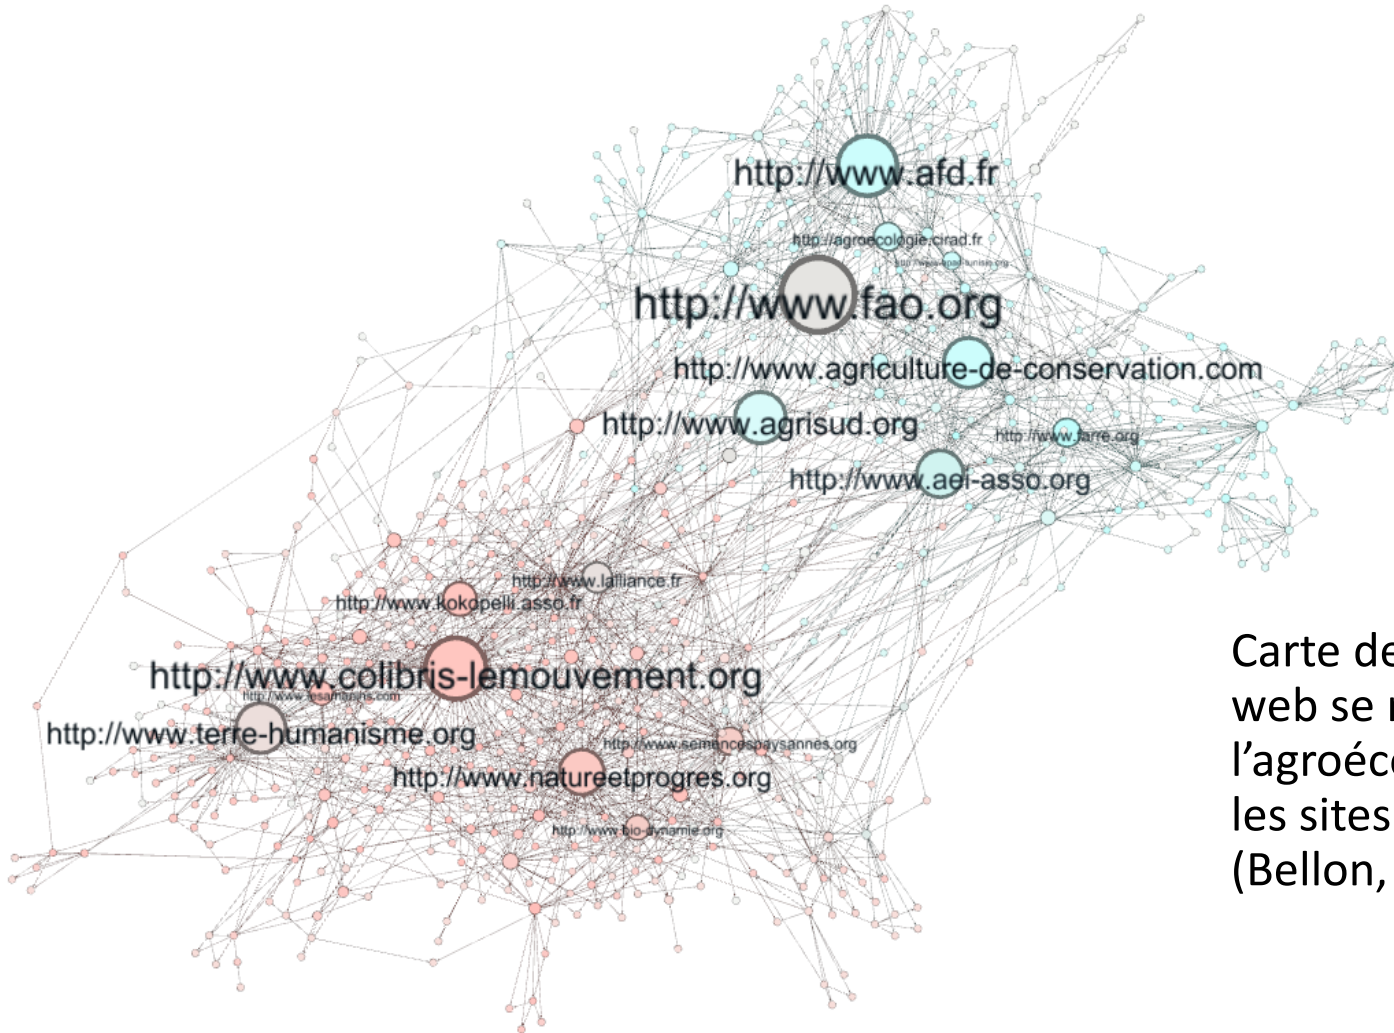 http://www.afd.fr
http://agroecologie.cirad.fr
http://www.fao.org
http://www.agriculture-de-conservation.com
http://www.agrisud.org
http://www.farre.org
http://www.aei-asso.org
http://www.lalliance.fr
http://www.kokopelli.asso.fr
http://www.colibris-lemouvement.org
http://www.terre-humanisme.org
http://www.semencespaysannes.org
http://www.natureetprogres.org
http://www.bio-dynamie.org
Carte de
web se
l’agroéc
les sites
(Bellon,